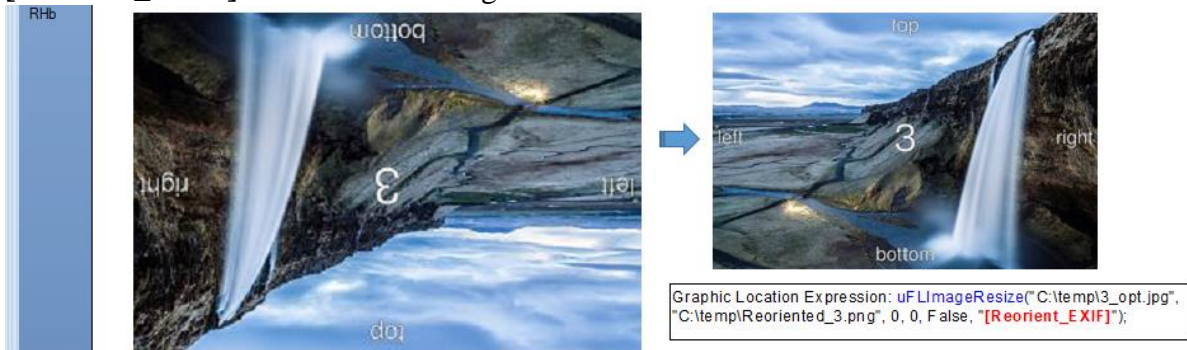 RHb
bottom
right 3 left
top
top
left 3 right
bottom
Graphic Location Expression: uFLImageResize("C:\temp\3_opt.jpg",
"C:\temp\Reoriented_3.png", 0, 0, False, "[Reorient_EXIF]");